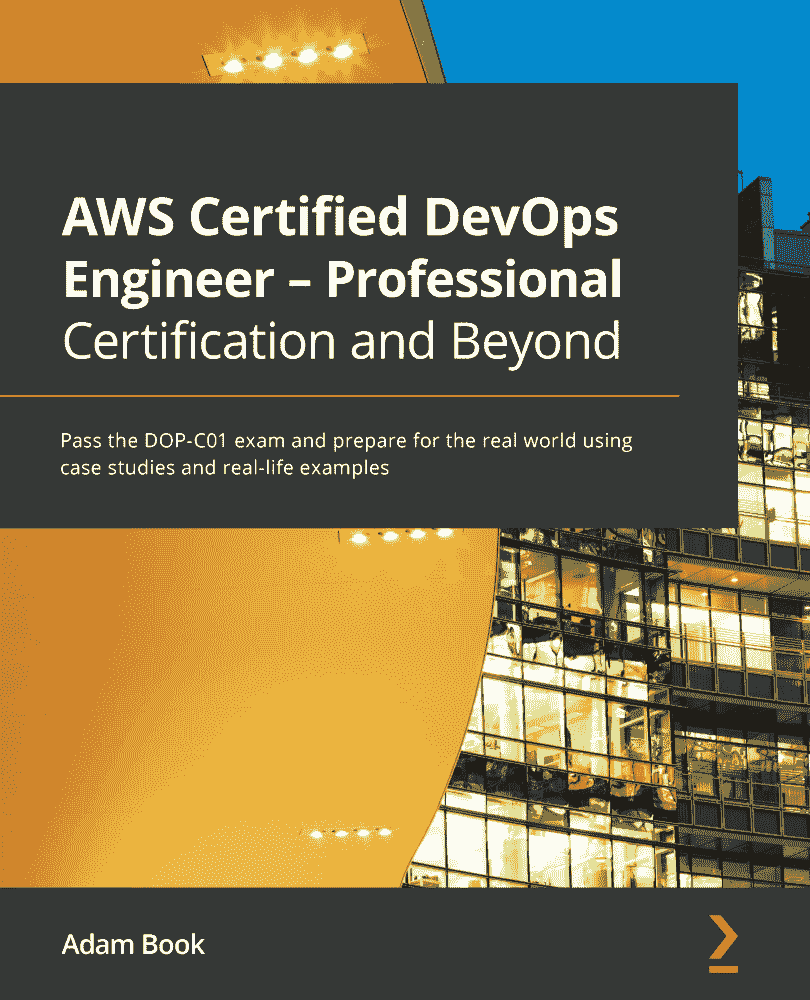 AWS Certified DevOps
Engineer – Professional
Certification and Beyond
Pass the DOP-C01 exam and prepare for the real world using
case studies and real-life examples
Adam Book